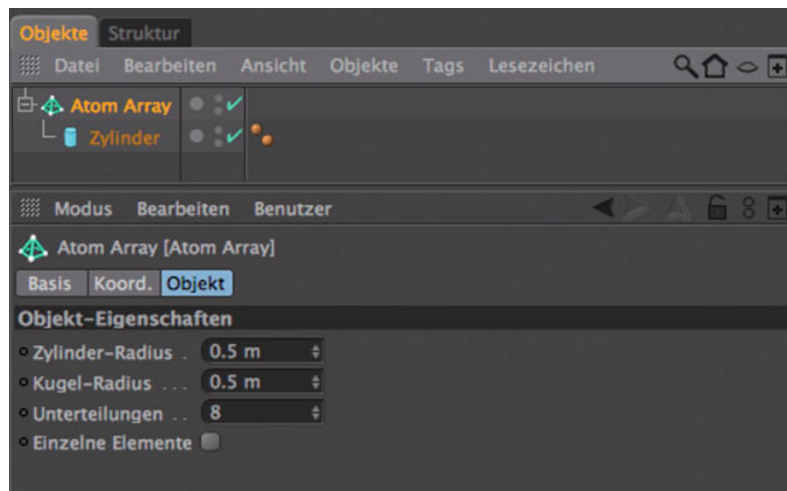 Objekte Struktur
Datei Bearbeiten Ansicht Objekte Tags Lesezeichen
Atom Array
Zylinder
Modus Bearbeiten Benutzer
Atom Array [Atom Array]
Basis Koord. Objekt
Objekt-Eigenschaften
Zylinder-Radius . 0.5 m
Kugel-Radius ... 0.5 m
Unterteilungen .. 8
Einzelne Elemente